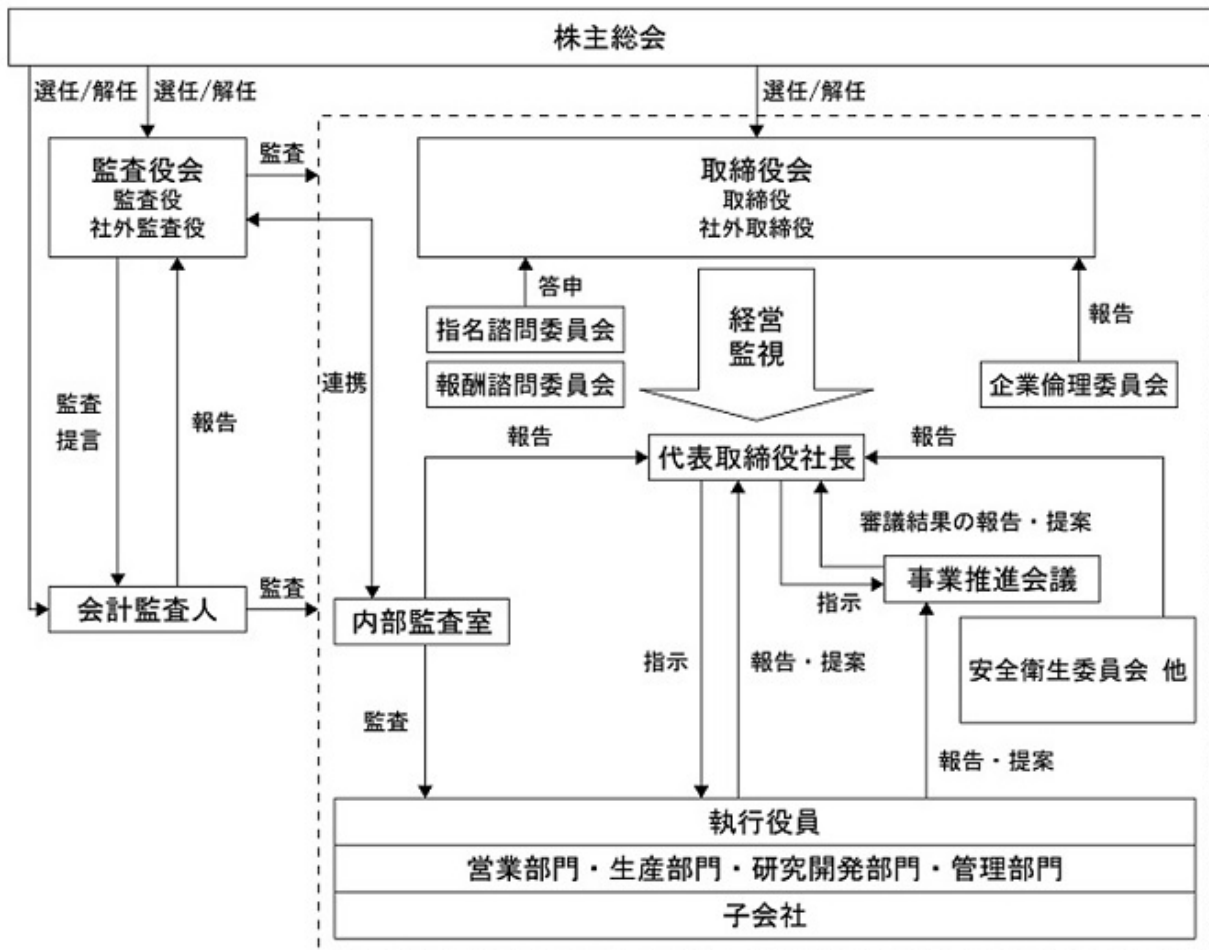 株主総会
選任/解任
選任/解任
選任/解任
監査役会
監査役
社外監査役
監査
取締役会
取締役
社外取締役
答申
指名諮問委員会
報酬諮問委員会
経営
監視
報告
企業倫理委員会
連携
監査
提言
報告
報告
代表取締役社長
報告
審議結果の報告・提案
事業推進会議
指示
会計監査人
監査
内部監査室
指示
報告・提案
安全衛生委員会 他
監査
報告・提案
執行役員
営業部門・生産部門・研究開発部門・管理部門
子会社